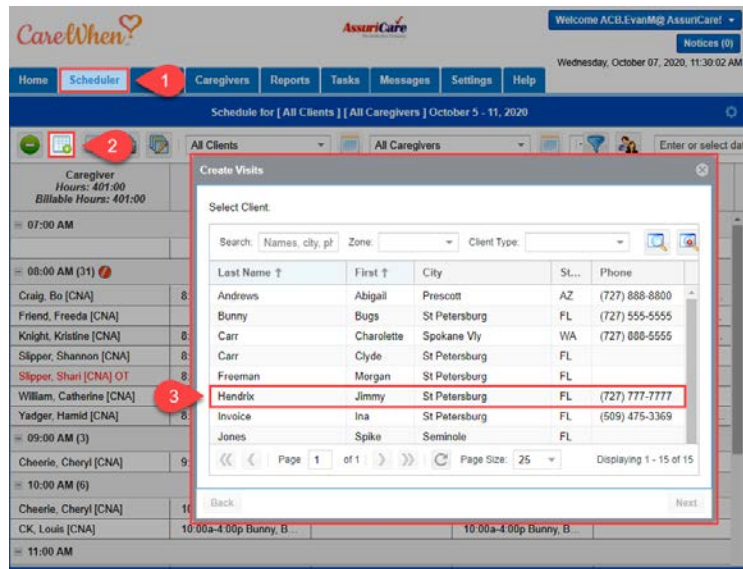 CareWhen?
AssuriCare
Welcome ACB.EvanM@ AssuriCare!
Notices (0)
Wednesday, October 07, 2020, 11:30:02 AM
Home Scheduler 1 Caregivers Reports Tasks Messages Settings Help
Schedule for [ All Clients ] [ All Caregivers ] October 5 - 11, 2020
2 All Clients All Caregivers Enter or select dat
Caregiver
Hours: 401:00
Billable Hours: 401:00
Create Visits
Select Client.
07:00 AM
Search: Names, city, ph Zone: Client Type:
08:00 AM (31)
Last Name ↑ First ↑ City St... Phone
Craig, Bo [CNA] 8: Andrews Abigail Prescott AZ (727) 888-8800
Friend, Freeda [CNA] Bunny Bugs St Petersburg FL (727) 555-5555
Knight, Kristine [CNA] 8: Carr Charolette Spokane Vly WA (727) 888-5555
Slipper, Shannon [CNA] 8: Carr Clyde St Petersburg FL
Slipper, Shari [CNA] OT 8 Freeman Morgan St Petersburg FL
William, Catherine [CNA] 3 Hendrix Jimmy St Petersburg FL (727) 777-7777
Yadger, Hamid [CNA] 8: Invoice Ina St Petersburg FL (509) 475-3369
09:00 AM (3) Jones Spike Seminole FL
Cheerie, Cheryl [CNA] 9: Page 1 of 1 Page Size: 25 Displaying 1 - 15 of 15
10:00 AM (6)
Back Next
Cheerie, Cheryl [CNA] 10
CK, Louis [CNA] 10:00a-4:00p Bunny, B... 10:00a-4:00p Bunny, B...
11:00 AM